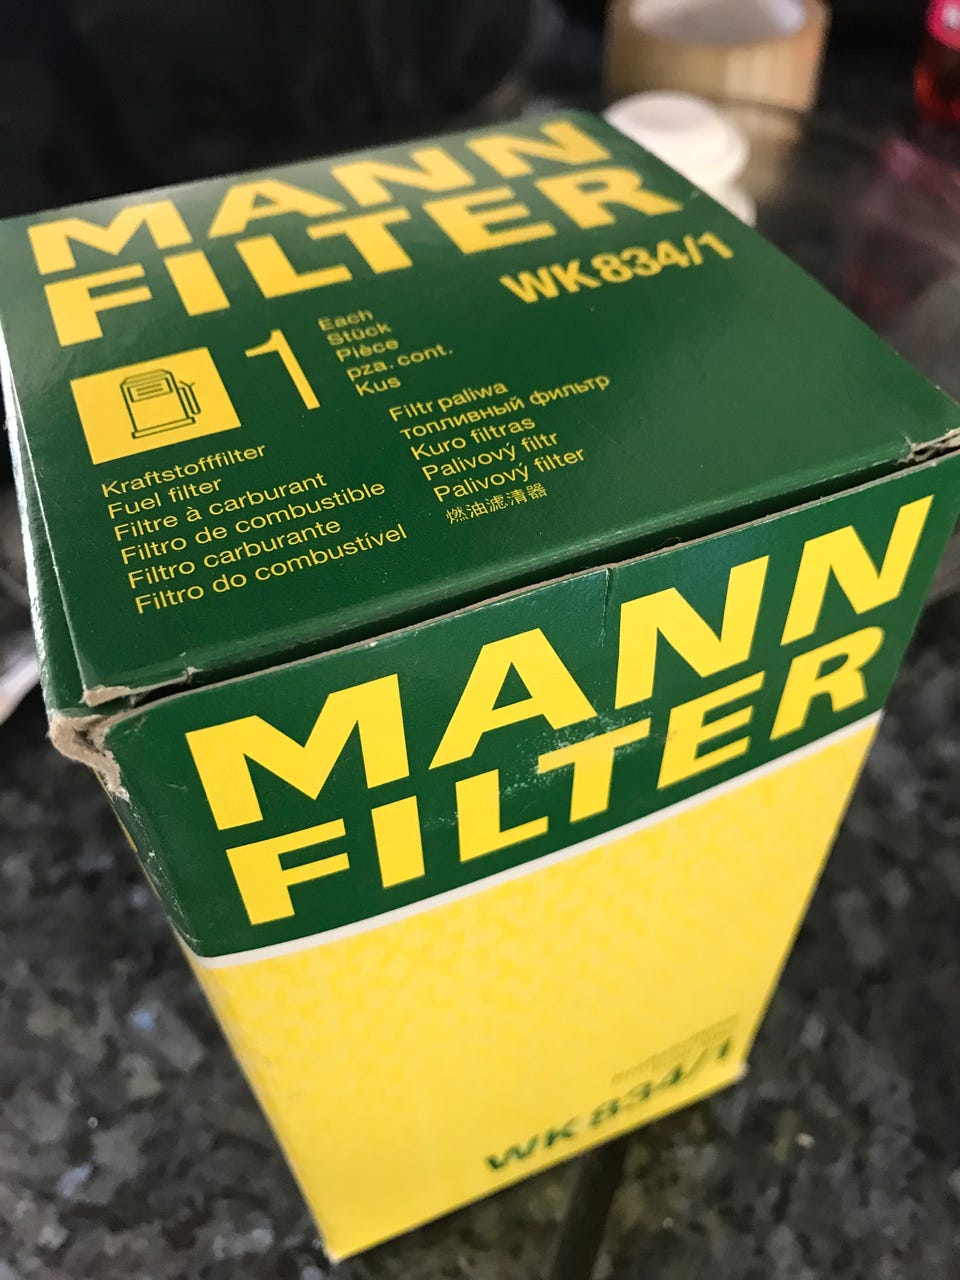 MANN
FILTER
WK 834/1
1
Each
Stück
Pièce
pza. cont.
Kus
Kraftstofffilter
Fuel filter
Filtre à carburant
Filtro de combustible
Filtro carburante
Filtro do combustível
Filtr paliwa
топливный фильтр
Kuro filtras
Palivový filtr
Palivový filter
燃油滤清器
MANN
FILTER
WK 834/1